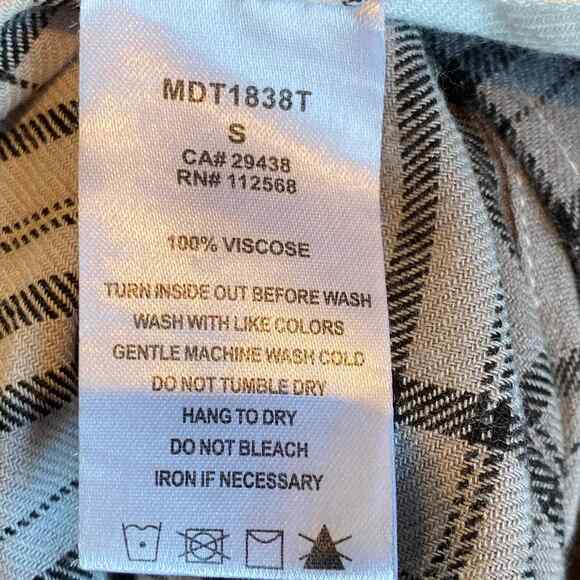 MDT1838T
S
CA# 29438
RN# 112568
100% VISCOSE
TURN INSIDE OUT BEFORE WASH
WASH WITH LIKE COLORS
GENTLE MACHINE WASH COLD
DO NOT TUMBLE DRY
HANG TO DRY
DO NOT BLEACH
IRON IF NECESSARY